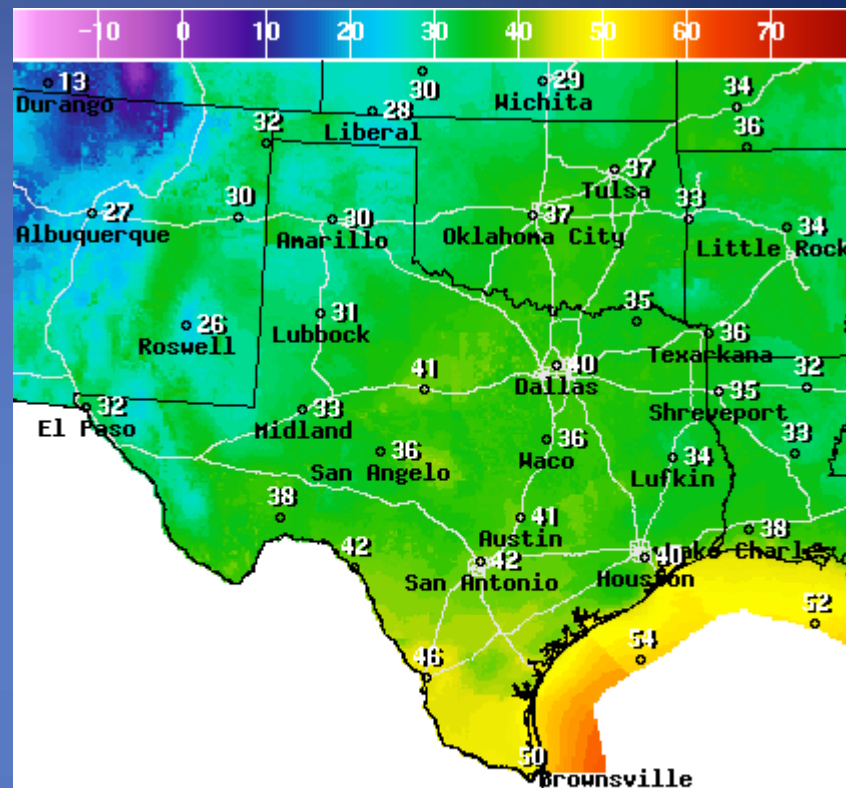 -10 0 10 20 30 40 50 60 70
13
Durango
30
29
Wichita
34
28
Liberal
32
36
37
Tulsa
27
Albuquerque
30
30
Amarillo
37
Oklahoma City
33
34
Little Rock
26
Roswell
31
Lubbock
35
36
Texarkana
40
Dallas
41
32
35
Shreveport
32
El Paso
33
Midland
36
San Angelo
36
Waco
34
Lufkin
33
38
41
Austin
38
Lake Charles
42
42
San Antonio
40
Houston
52
54
46
50
Brownsville